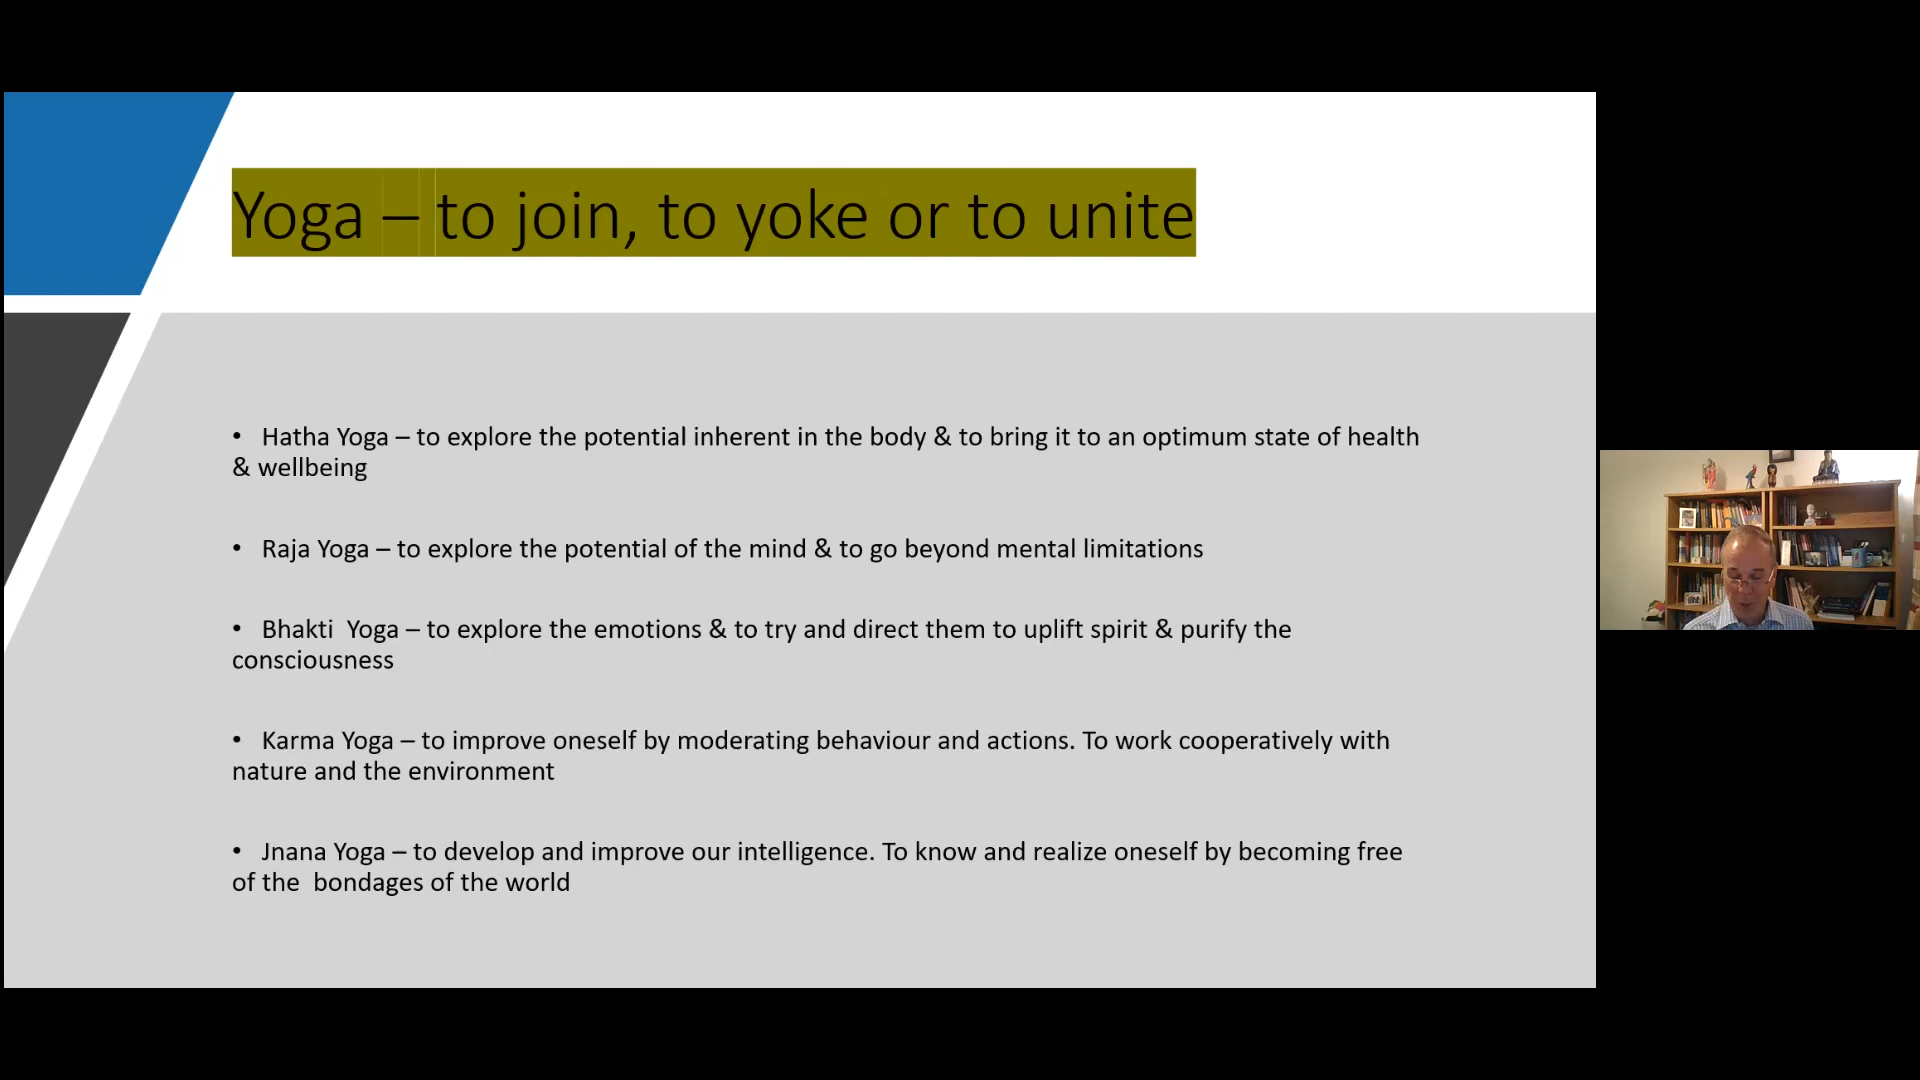 Yoga – to join, to yoke or to unite
• Hatha Yoga – to explore the potential inherent in the body & to bring it to an optimum state of health
& wellbeing
• Raja Yoga – to explore the potential of the mind & to go beyond mental limitations
• Bhakti  Yoga – to explore the emotions & to try and direct them to uplift spirit & purify the
consciousness
• Karma Yoga – to improve oneself by moderating behaviour and actions. To work cooperatively with
nature and the environment
• Jnana Yoga – to develop and improve our intelligence. To know and realize oneself by becoming free
of the  bondages of the world